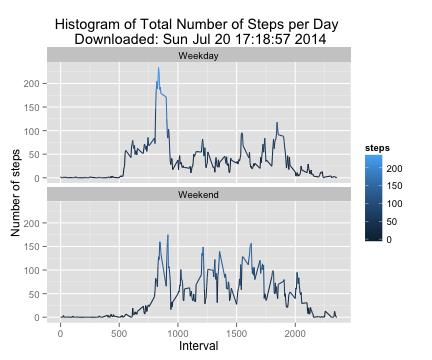 Histogram of Total Number of Steps per Day
Downloaded: Sun Jul 20 17:18:57 2014
Weekday
200
150
100
50
0
Weekend
200
150
100
50
0
Number of steps
0 500 1000 1500 2000
Interval
steps
200
150
100
50
0